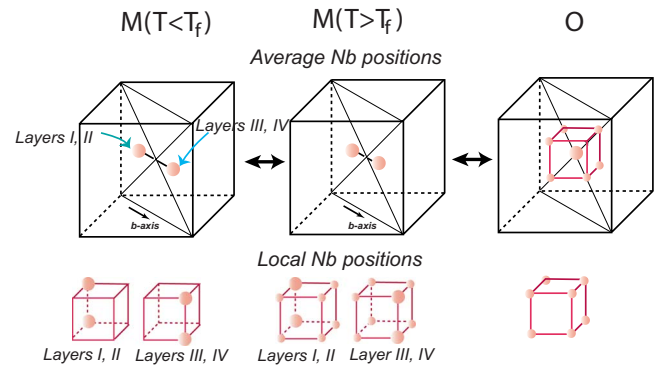 M(T<Tf) M(T>Tf) O
Average Nb positions
Layers I, II Layers III, IV
b-axis b-axis
Local Nb positions
Layers I, II Layers III, IV Layers I, II Layer III, IV